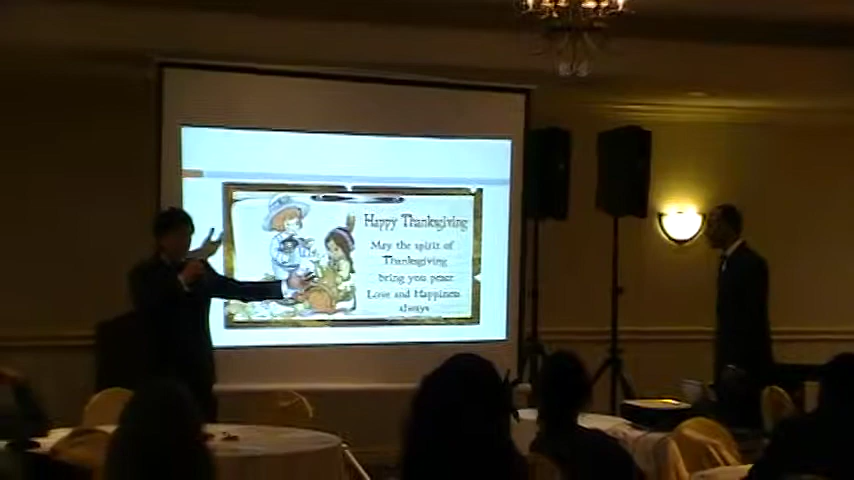 Happy Thanksgiving
May the spirit of
Thanksgiving
bring you peace
Love and Happiness
always